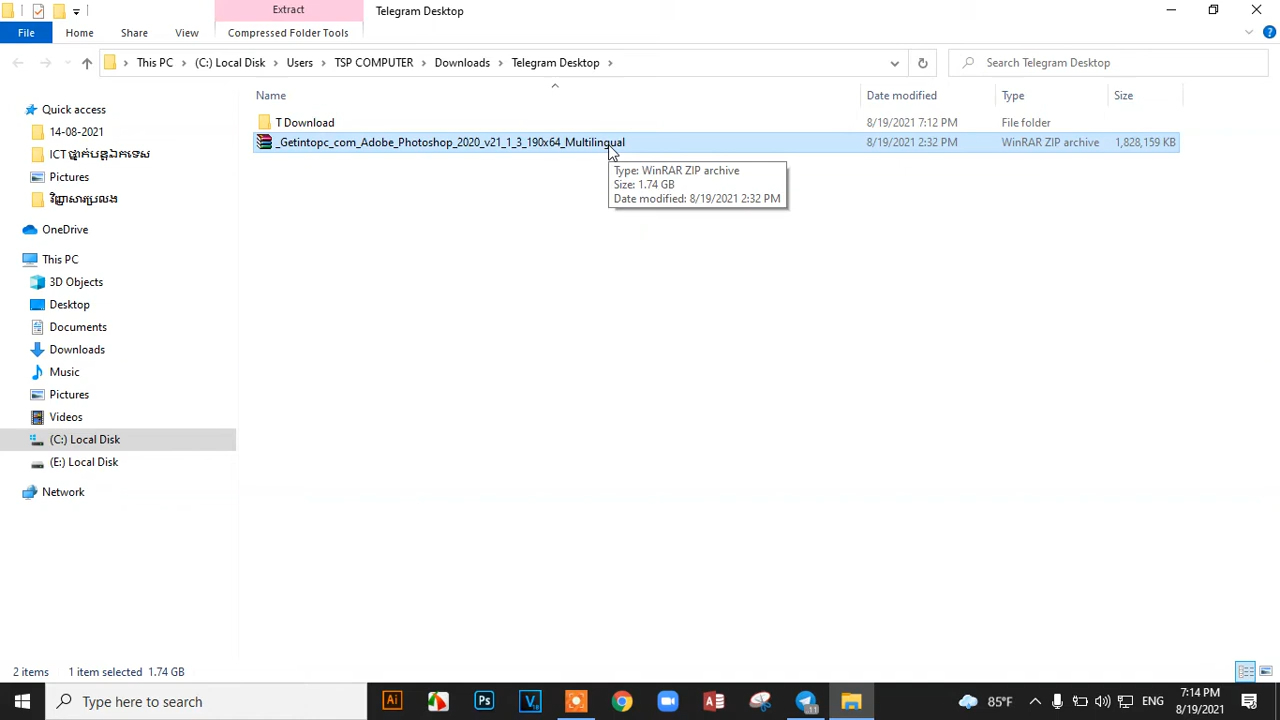 Extract
Telegram Desktop
File
Home
Share
View
Compressed Folder Tools
This PC
(C:) Local Disk
Users
TSP COMPUTER
Downloads
Telegram Desktop
Search Telegram Desktop
Name
Date modified
Type
Size
Quick access
14-08-2021
ICT ថ្នាក់បន្តឯកទេស
Pictures
វិញ្ញាសារប្រលង
OneDrive
This PC
3D Objects
Desktop
Documents
Downloads
Music
Pictures
Videos
(C:) Local Disk
(E:) Local Disk
Network
T Download
8/19/2021 7:12 PM
File folder
_Getintopc_com_Adobe_Photoshop_2020_v21_1_3_190x64_Multilingual
8/19/2021 2:32 PM
WinRAR ZIP archive
1,828,159 KB
Type: WinRAR ZIP archive
Size: 1.74 GB
Date modified: 8/19/2021 2:32 PM
2 items
1 item selected 1.74 GB
Type here to search
Ai
Ps
V
11
85°F
ENG
7:14 PM
8/19/2021